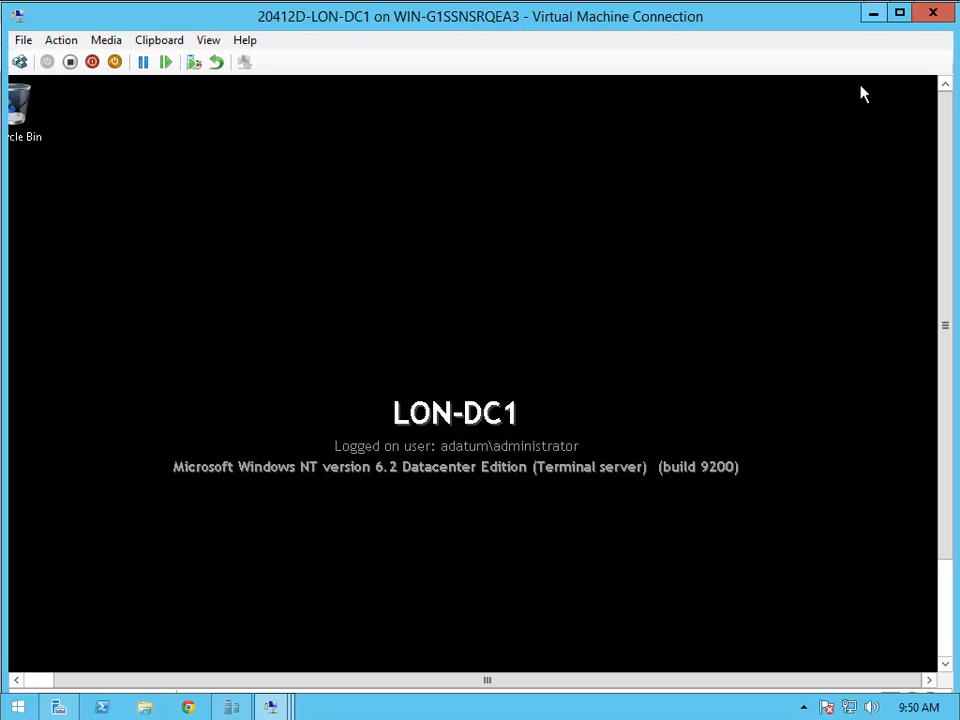 20412D-LON-DC1 on WIN-G1SSNSRQEA3 - Virtual Machine Connection
File Action Media Clipboard View Help
cle Bin
LON-DC1
Logged on user: adatum\administrator
Microsoft Windows NT version 6.2 Datacenter Edition (Terminal server) (build 9200)
9:50 AM